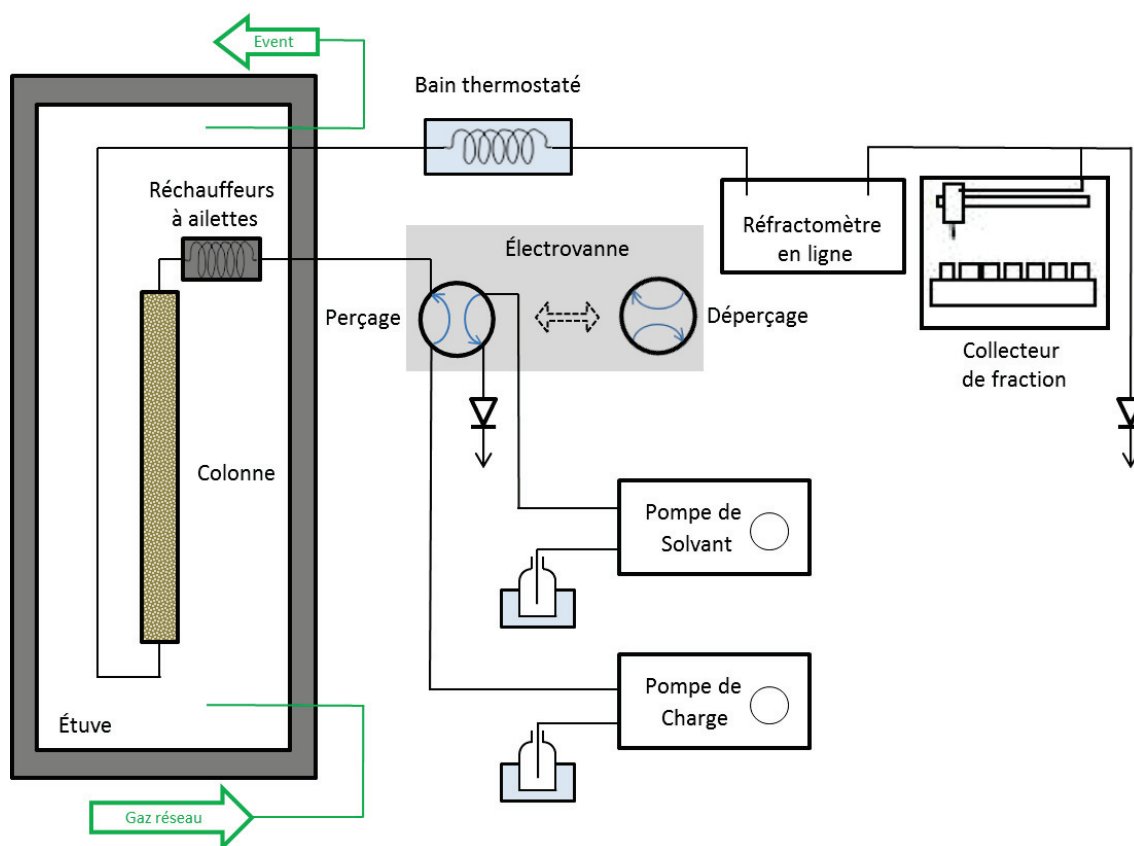 Event
Bain thermostaté
Réchauffeurs
à ailettes
Réfractomètre
en ligne
Électrovanne
Perçage
Déperçage
Collecteur
de fraction
Colonne
Pompe de
Solvant
Pompe de
Charge
Étuve
Gaz réseau